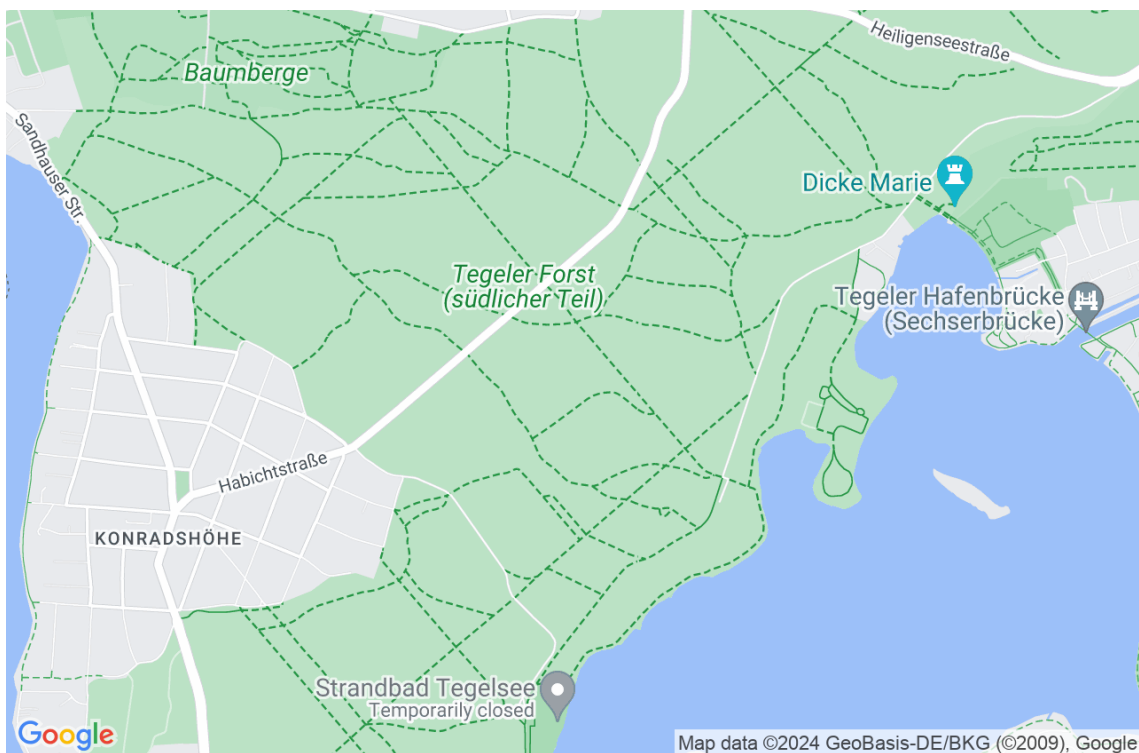 Heiligenseestraße
Baumberge
Sandhauser Str.
Dicke Marie
Tegeler Forst
(südlicher Teil)
Tegeler Hafenbrücke
(Sechserbrücke)
Habichtstraße
KONRADSHÖHE
Strandbad Tegelsee
Temporarily closed
Google
Map data ©2024 GeoBasis-DE/BKG (©2009), Google